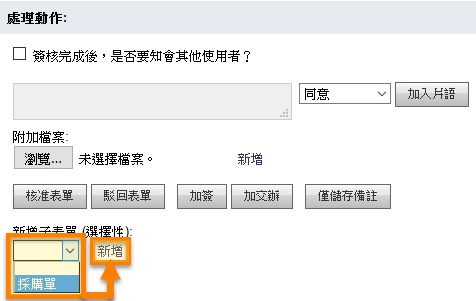 處理動作:
簽核完成後，是否要知會其他使用者？
同意 加入片語
附加檔案:
瀏覽... 未選擇檔案。 新增
核准表單 駁回表單 加簽 加交辦 僅儲存備註
新增子表單 (選擇性):
新增
採購單